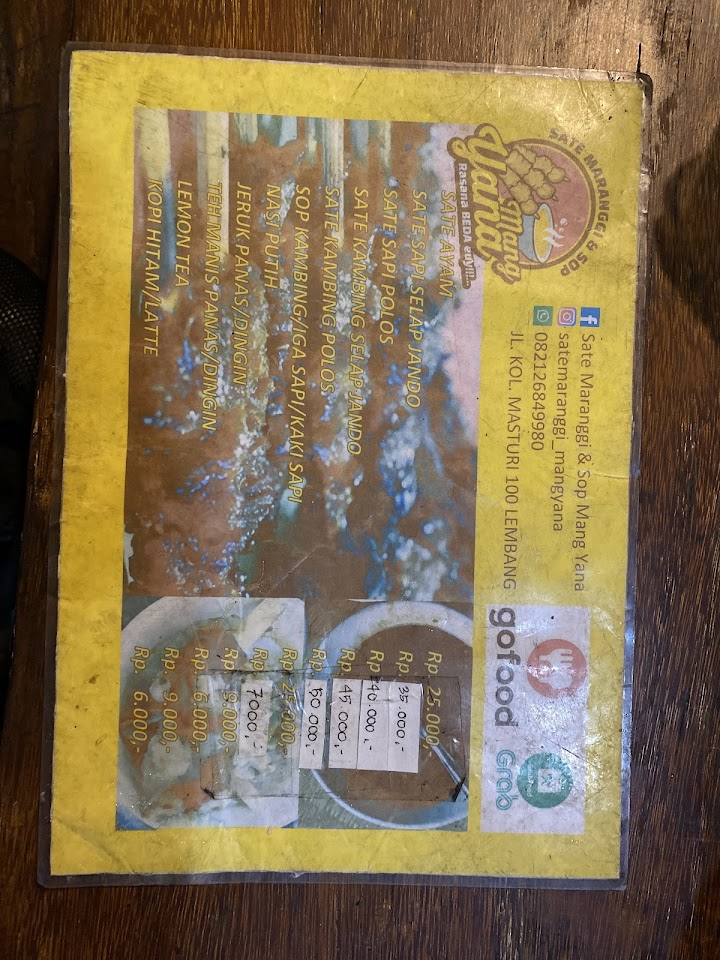 SATE MARANGGI & SOP
Mang
Yana
Rasana BEDA euy!!!...
Sate Maranggi & Sop Mang Yana
satemaranggi_mangyana
082126849980
JL. KOL. MASTURI 100 LEMBANG
gofood
Grab
SATE AYAM Rp. 25.000,-
SATE SAPI SELAP JANDO Rp. 35.000,-
SATE SAPI POLOS Rp 40.000,-
SATE KAMBING SELAP JANDO Rp 45.000,-
SATE KAMBING POLOS Rp. 50.000,-
SOP KAMBING/IGA SAPI/KAKI SAPI Rp. 25.000,-
NASI PUTIH Rp 7000,-
JERUK PANAS/DINGIN Rp. 9.000,-
TEH MANIS PANAS/DINGIN Rp. 6.000,-
LEMON TEA Rp. 9.000,-
KOPI HITAM/LATTE Rp. 6.000,-